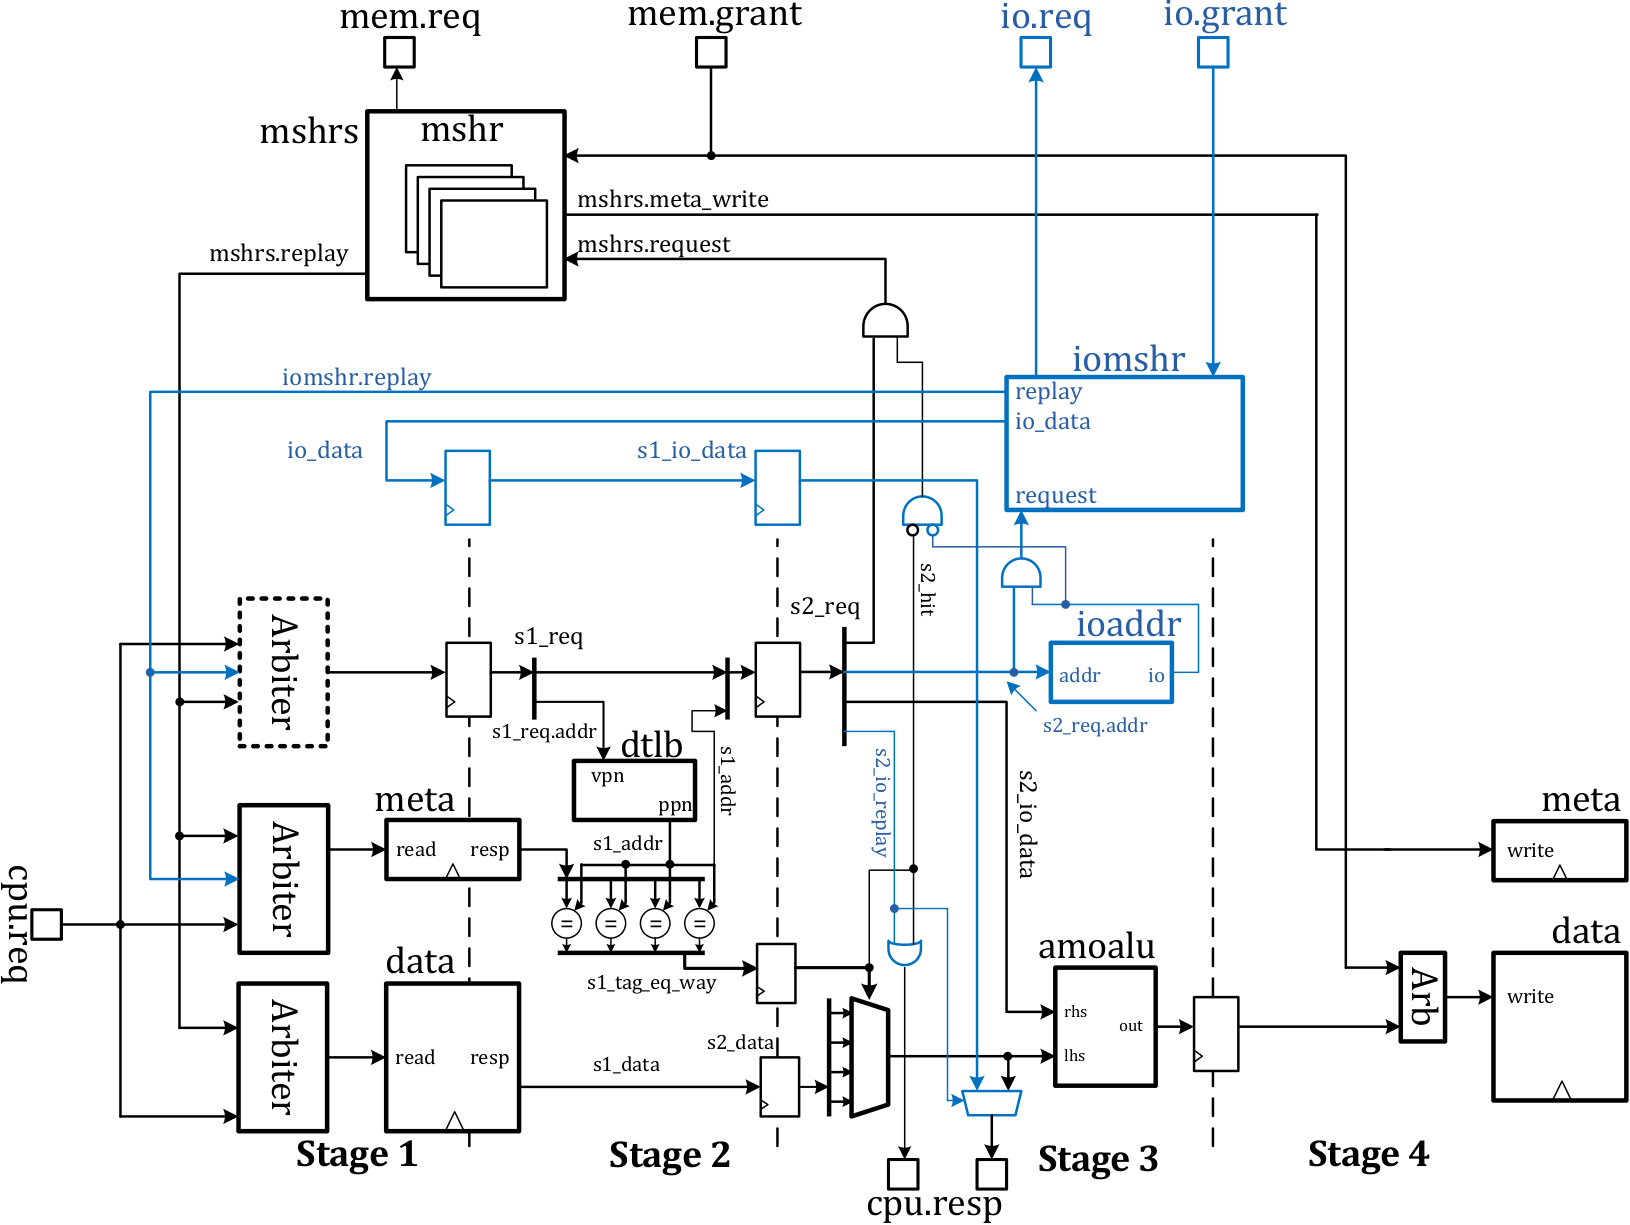 mem.req
mem.grant
io.req
io.grant
mshrs
mshr
mshrs.meta_write
mshrs.request
mshrs.replay
iomshr
iomshr.replay
replay
io_data
request
io_data
s1_io_data
s2_hit
Arbiter
s1_req
s2_req
ioaddr
addr
io
s1_req.addr
s2_req.addr
dtlb
vpn
ppn
s1_addr
s2_io_replay
s2_io_data
meta
read
resp
s1_addr
Arbiter
=
=
=
=
meta
write
cpu.req
data
read
resp
Arbiter
s1_tag_eq_way
s2_data
s1_data
amoalu
rhs
out
lhs
Arb
data
write
Stage 1
Stage 2
Stage 3
Stage 4
cpu.resp